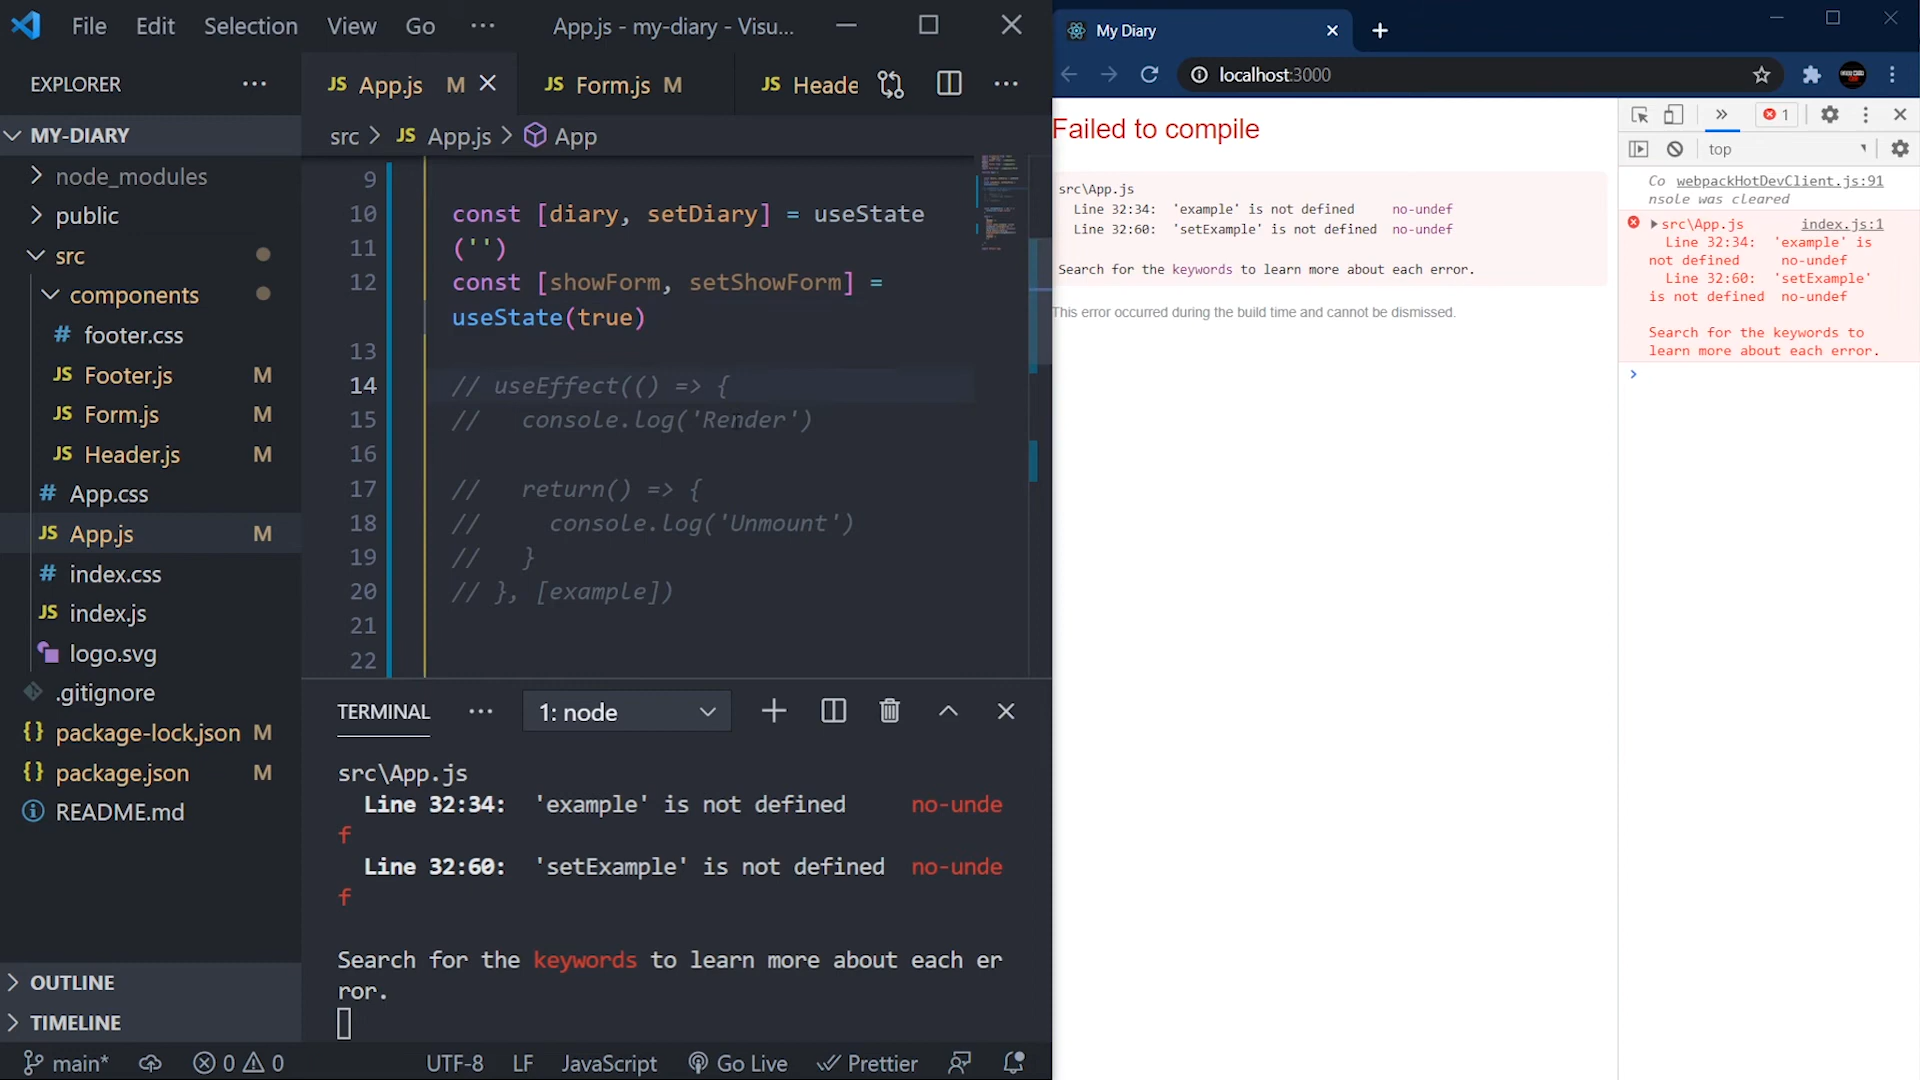 File Edit Selection View Go ··· App.js - my-diary - Visu...
EXPLORER ···
JS App.js M
JS Form.js M
JS Heade
MY-DIARY
src > JS App.js > App
node_modules
public
src
components
# footer.css
JS Footer.js M
JS Form.js M
JS Header.js M
# App.css
JS App.js M
# index.css
JS index.js
logo.svg
.gitignore
{} package-lock.json M
{} package.json M
README.md
OUTLINE
TIMELINE
9
10 const [diary, setDiary] = useState
11 ('')
12 const [showForm, setShowForm] =
useState(true)
13
14 // useEffect(() => {
15 // console.log('Render')
16
17 // return() => {
18 // console.log('Unmount')
19 // }
20 // }, [example])
21
22
TERMINAL ··· 1: node
src\App.js
Line 32:34: 'example' is not defined no-unde
f
Line 32:60: 'setExample' is not defined no-unde
f
Search for the keywords to learn more about each er
ror.
main* 0 0 UTF-8 LF JavaScript Go Live Prettier
My Diary
localhost:3000
Failed to compile
src\App.js
Line 32:34: 'example' is not defined no-undef
Line 32:60: 'setExample' is not defined no-undef
Search for the keywords to learn more about each error.
This error occurred during the build time and cannot be dismissed.
1
top
Co webpackHotDevClient.js:91
nsole was cleared
src\App.js index.js:1
Line 32:34: 'example' is
not defined no-undef
Line 32:60: 'setExample'
is not defined no-undef
Search for the keywords to
learn more about each error.